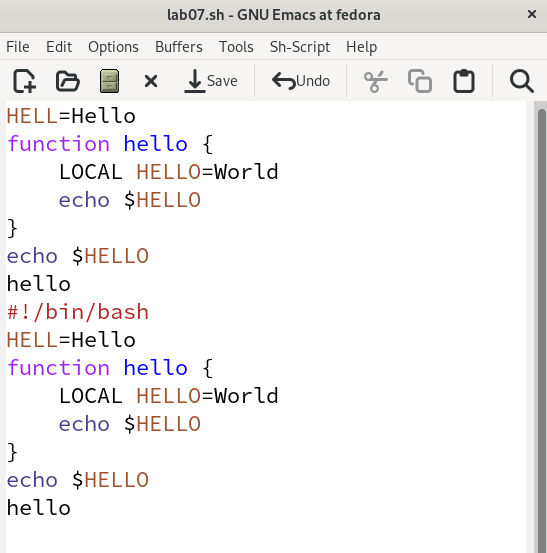 lab07.sh - GNU Emacs at fedora
File Edit Options Buffers Tools Sh-Script Help
Save Undo
HELL=Hello
function hello {
    LOCAL HELLO=World
    echo $HELLO
}
echo $HELLO
hello
#!/bin/bash
HELL=Hello
function hello {
    LOCAL HELLO=World
    echo $HELLO
}
echo $HELLO
hello